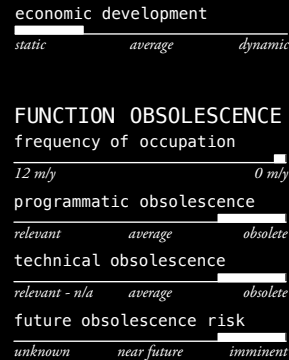 economic development
static average dynamic
FUNCTION OBSOLESCENCE
frequency of occupation
12 m/y 0 m/y
programmatic obsolescence
relevant average obsolete
technical obsolescence
relevant - n/a average obsolete
future obsolescence risk
unknown near future imminent